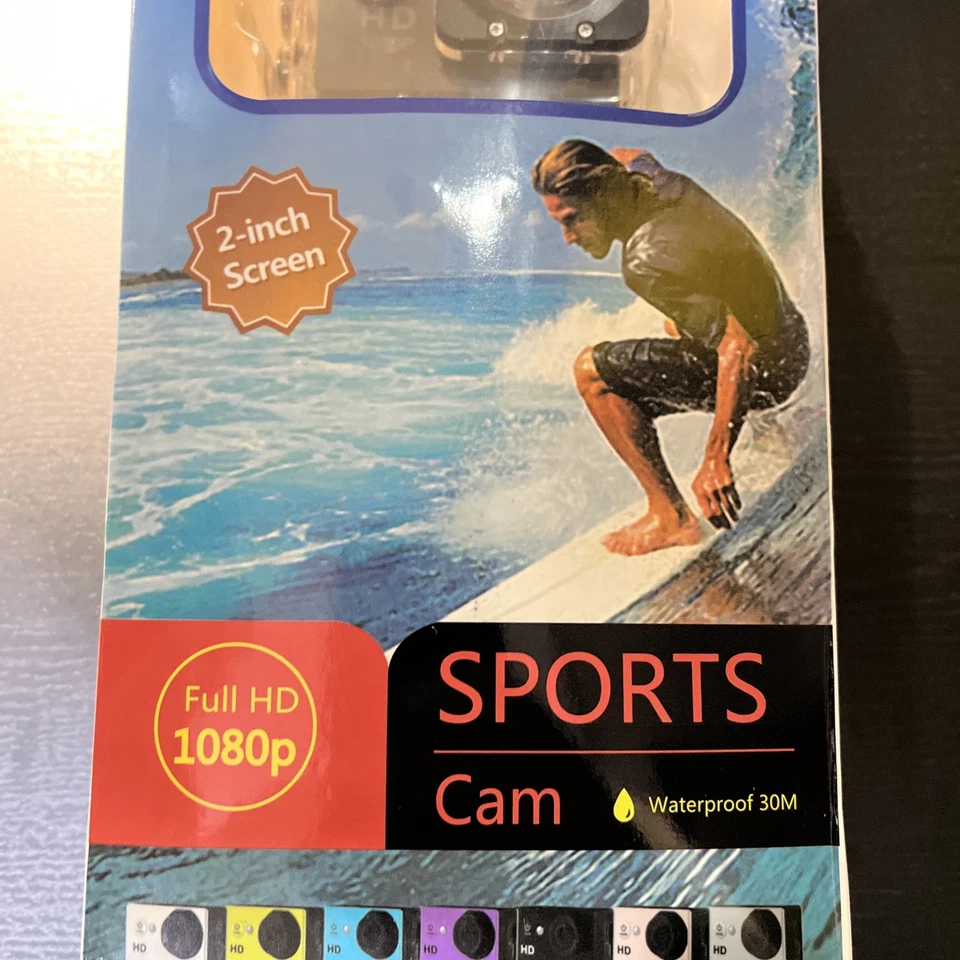 HD
2-inch
Screen
Full HD
1080p
SPORTS
Cam
Waterproof 30M
HD
HD
HD
HD
HD
HD
HD